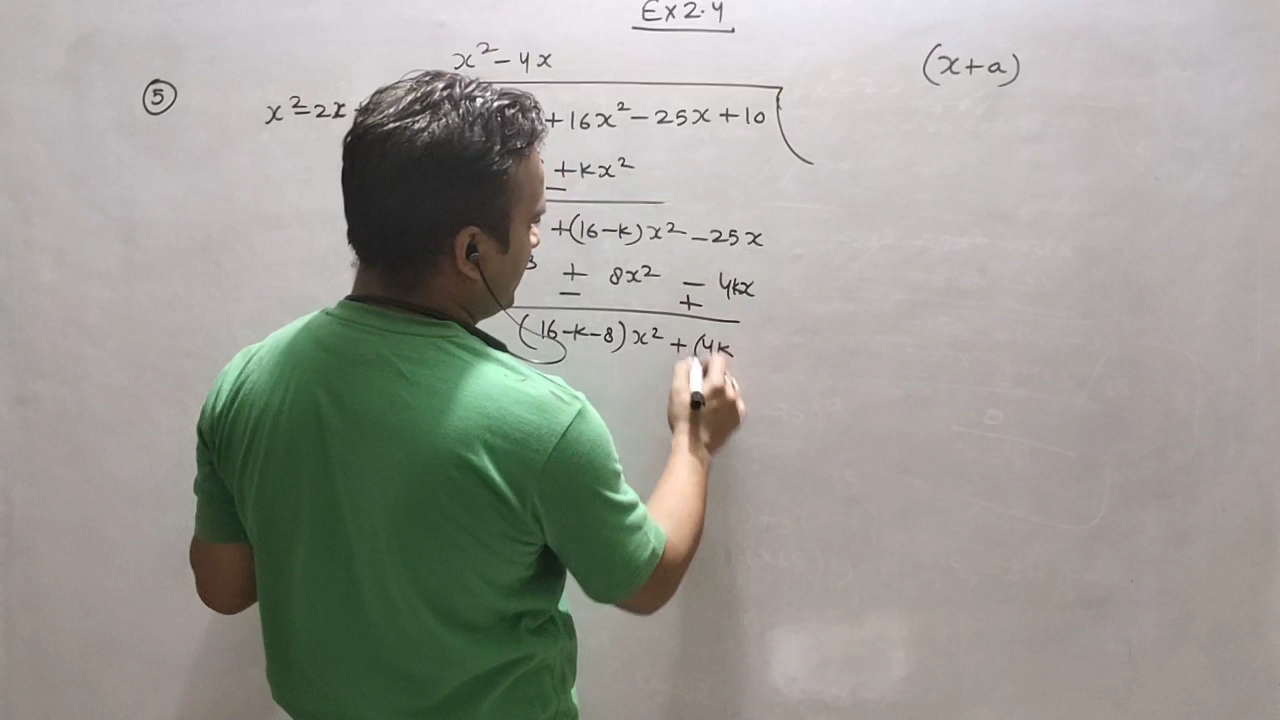 Ex 2.4
x² - 4x
(x+a)
5 x² - 2x +16x² - 25x + 10
+kx²
−
+(16-k)x² - 25x
3 + 8x² - 4kx
− +
(16-k-8)x² + (4k